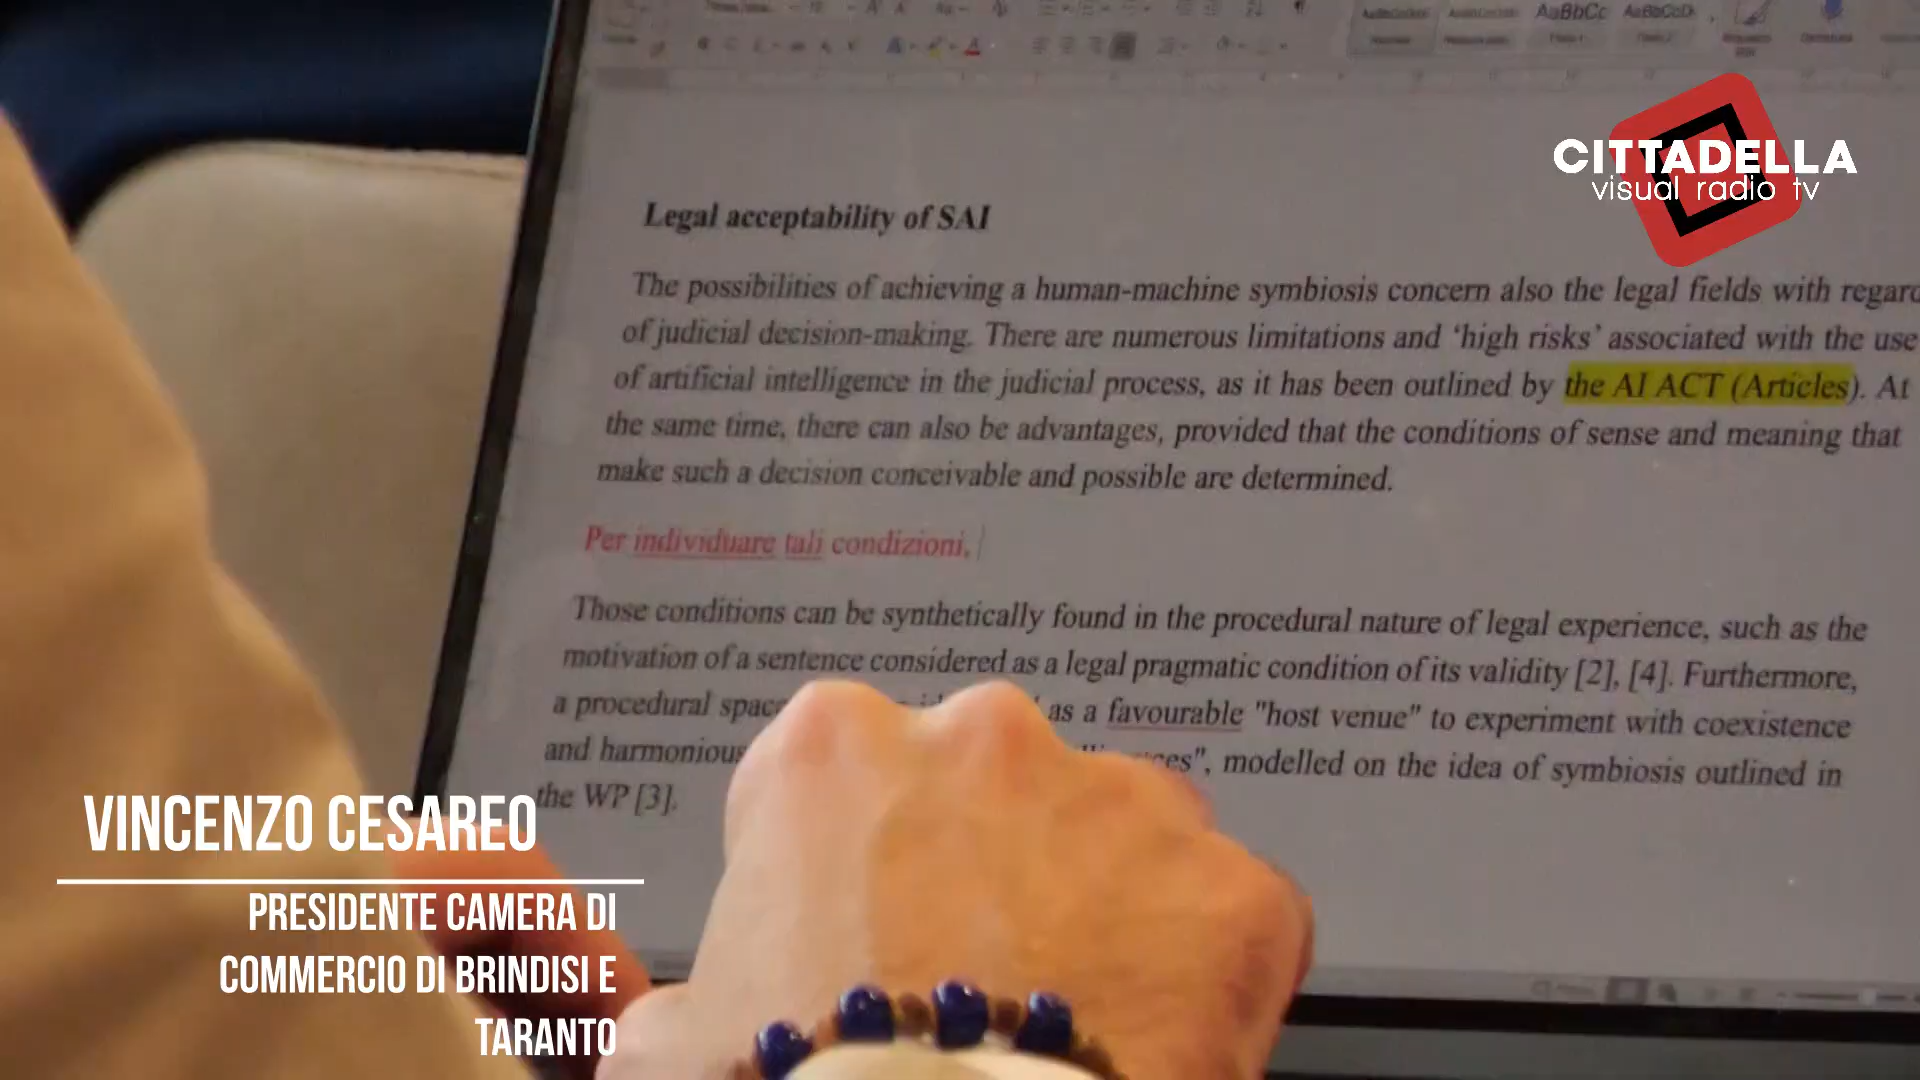 AaBbCc
CITTADELLA
visual radio tv
Legal acceptability of SAI
The possibilities of achieving a human-machine symbiosis concern also the legal fields with regard
of judicial decision-making. There are numerous limitations and ‘high risks’ associated with the use
of artificial intelligence in the judicial process, as it has been outlined by the AI ACT (Articles). At
the same time, there can also be advantages, provided that the conditions of sense and meaning that
make such a decision conceivable and possible are determined.
Per individuare tali condizioni,
Those conditions can be synthetically found in the procedural nature of legal experience, such as the
motivation of a sentence considered as a legal pragmatic condition of its validity [2], [4]. Furthermore,
a procedural space as a favourable "host venue" to experiment with coexistence
and harmonious modelled on the idea of symbiosis outlined in
the WP [3].
VINCENZO CESAREO
PRESIDENTE CAMERA DI
COMMERCIO DI BRINDISI E
TARANTO